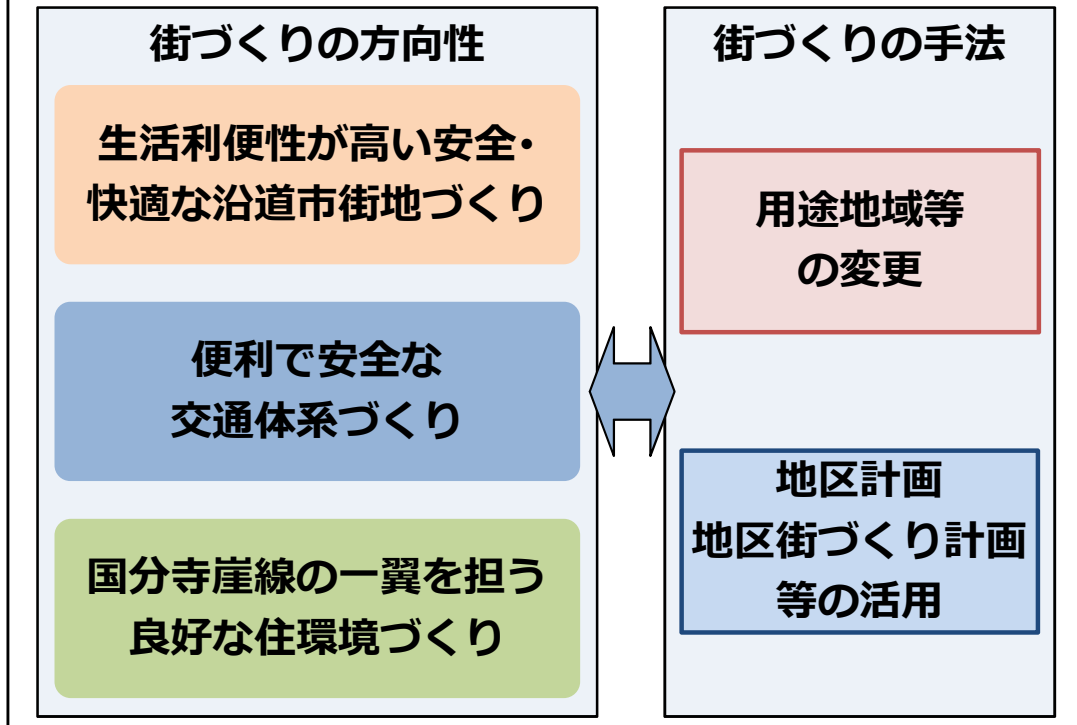 街づくりの方向性
生活利便性が高い安全・
快適な沿道市街地づくり
便利で安全な
交通体系づくり
国分寺崖線の一翼を担う
良好な住環境づくり
街づくりの手法
用途地域等
の変更
地区計画
地区街づくり計画
等の活用